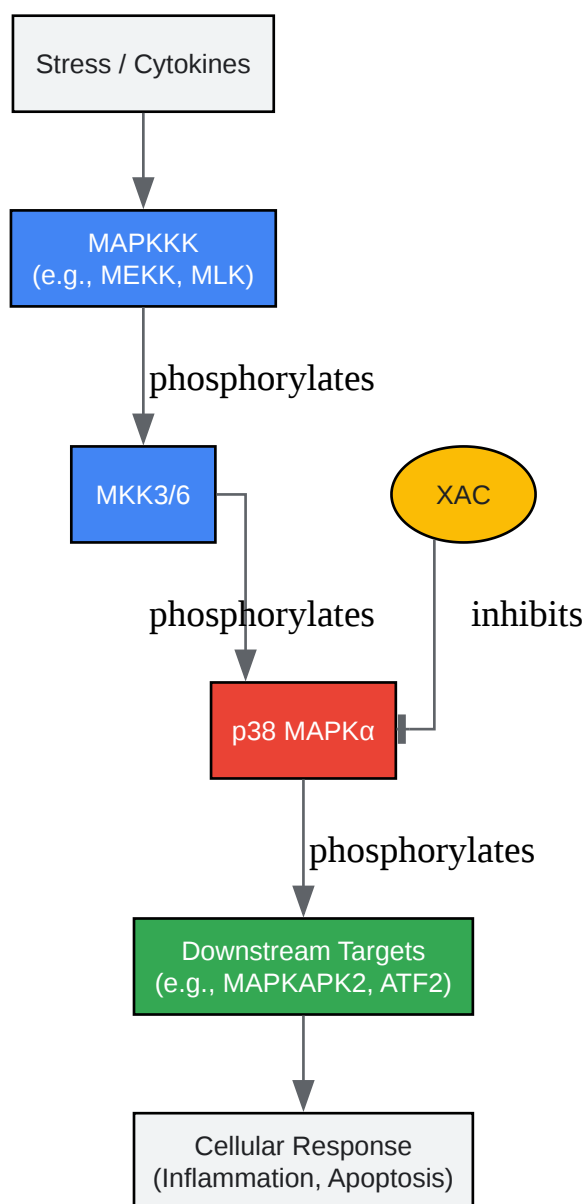 Stress / Cytokines
MAPKKK
(e.g., MEKK, MLK)
phosphorylates
MKK3/6
XAC
phosphorylates
inhibits
p38 MAPKα
phosphorylates
Downstream Targets
(e.g., MAPKAPK2, ATF2)
Cellular Response
(Inflammation, Apoptosis)